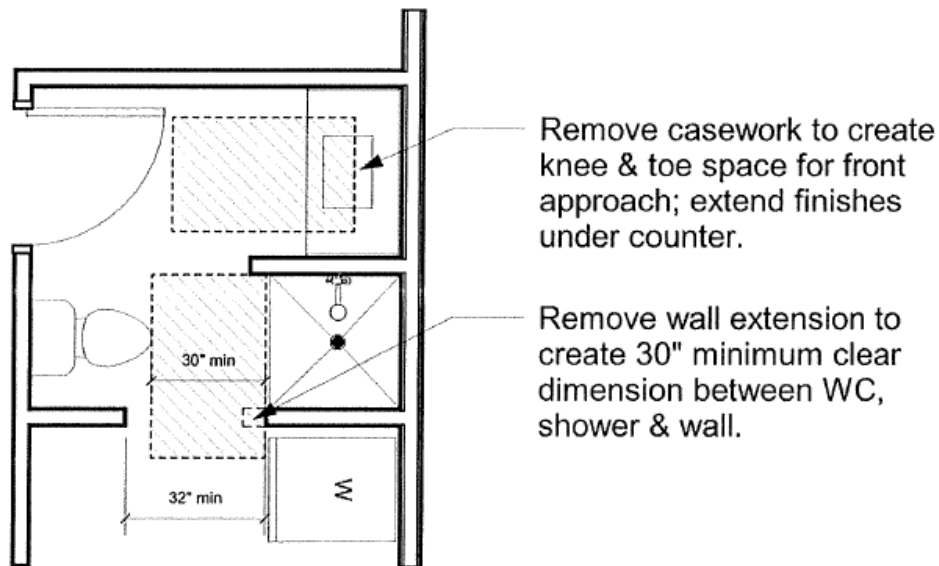 Remove casework to create
knee & toe space for front
approach; extend finishes
under counter.
Remove wall extension to
create 30" minimum clear
dimension between WC,
shower & wall.
30" min
32" min
W